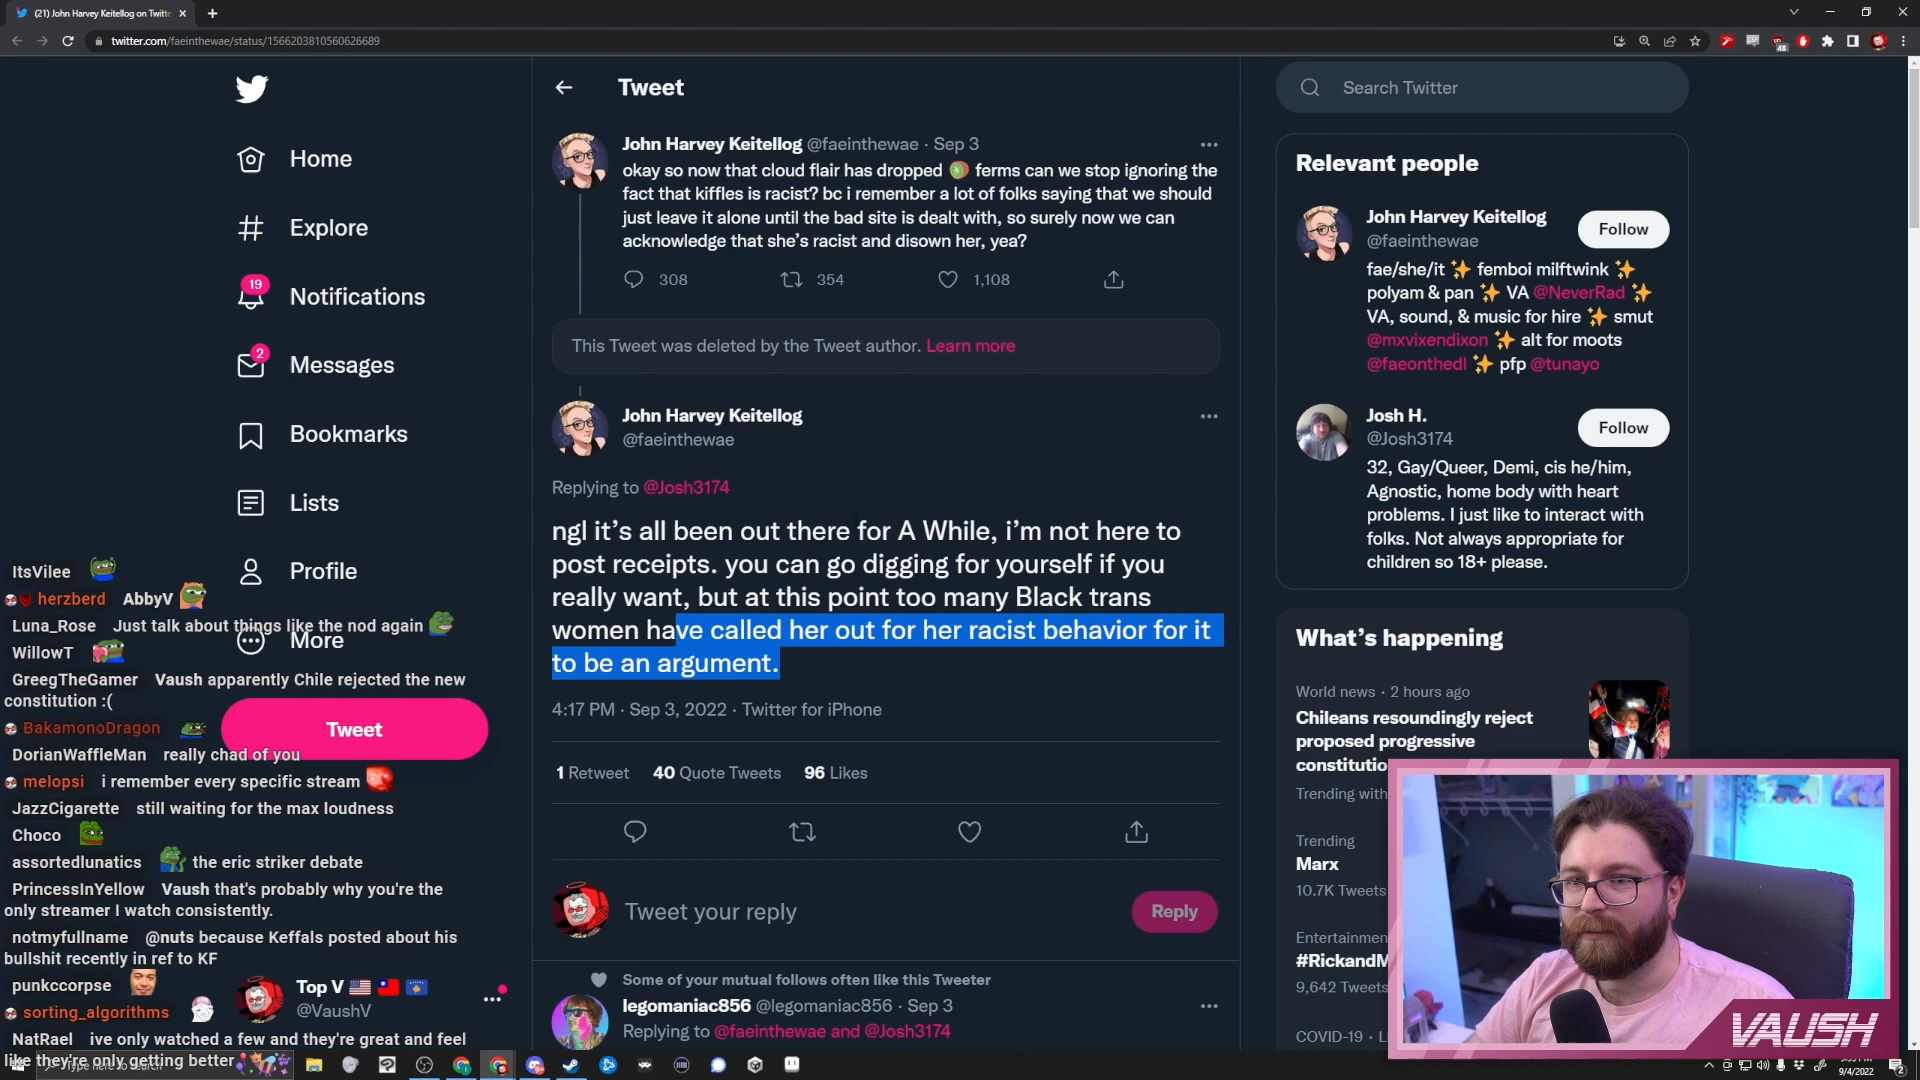 (21) John Harvey Keitellog on Twitte
twitter.com/faeinthewae/status/1566203810560626689
48
Home
Explore
19
Notifications
2
Messages
Bookmarks
Lists
Profile
More
Tweet
Top V
@VaushV
ItsVilee
herzberd AbbyV
Luna_Rose Just talk about things like the nod again
WillowT
GreegTheGamer Vaush apparently Chile rejected the new
constitution :(
BakamonoDragon
DorianWaffleMan really chad of you
melopsi i remember every specific stream
JazzCigarette still waiting for the max loudness
Choco
assortedlunatics the eric striker debate
PrincessInYellow Vaush that's probably why you're the
only streamer I watch consistently.
notmyfullname @nuts because Keffals posted about his
bullshit recently in ref to KF
punkccorpse
sorting_algorithms
NatRael ive only watched a few and they're great and feel
like they're only getting better
Tweet
John Harvey Keitellog @faeinthewae · Sep 3
okay so now that cloud flair has dropped 🥝 ferms can we stop ignoring the
fact that kiffles is racist? bc i remember a lot of folks saying that we should
just leave it alone until the bad site is dealt with, so surely now we can
acknowledge that she's racist and disown her, yea?
308 354 1,108
This Tweet was deleted by the Tweet author. Learn more
John Harvey Keitellog
@faeinthewae
Replying to @Josh3174
ngl it's all been out there for A While, i'm not here to
post receipts. you can go digging for yourself if you
really want, but at this point too many Black trans
women have called her out for her racist behavior for it
to be an argument.
4:17 PM · Sep 3, 2022 · Twitter for iPhone
1 Retweet 40 Quote Tweets 96 Likes
Tweet your reply
Reply
Some of your mutual follows often like this Tweeter
legomaniac856 @legomaniac856 · Sep 3
Replying to @faeinthewae and @Josh3174
Search Twitter
Relevant people
John Harvey Keitellog
@faeinthewae
Follow
fae/she/it ✨ femboi milftwink ✨
polyam & pan ✨ VA @NeverRad ✨
VA, sound, & music for hire ✨ smut
@mxvixendixon ✨ alt for moots
@faeonthedl ✨ pfp @tunayo
Josh H.
@Josh3174
Follow
32, Gay/Queer, Demi, cis he/him,
Agnostic, home body with heart
problems. I just like to interact with
folks. Not always appropriate for
children so 18+ please.
What's happening
World news · 2 hours ago
Chileans resoundingly reject
proposed progressive
constitutio
Trending with
Trending
Marx
10.7K Tweets
Entertainmen
#RickandM
9,642 Tweets
COVID-19 · L
VAUSH
9/4/2022